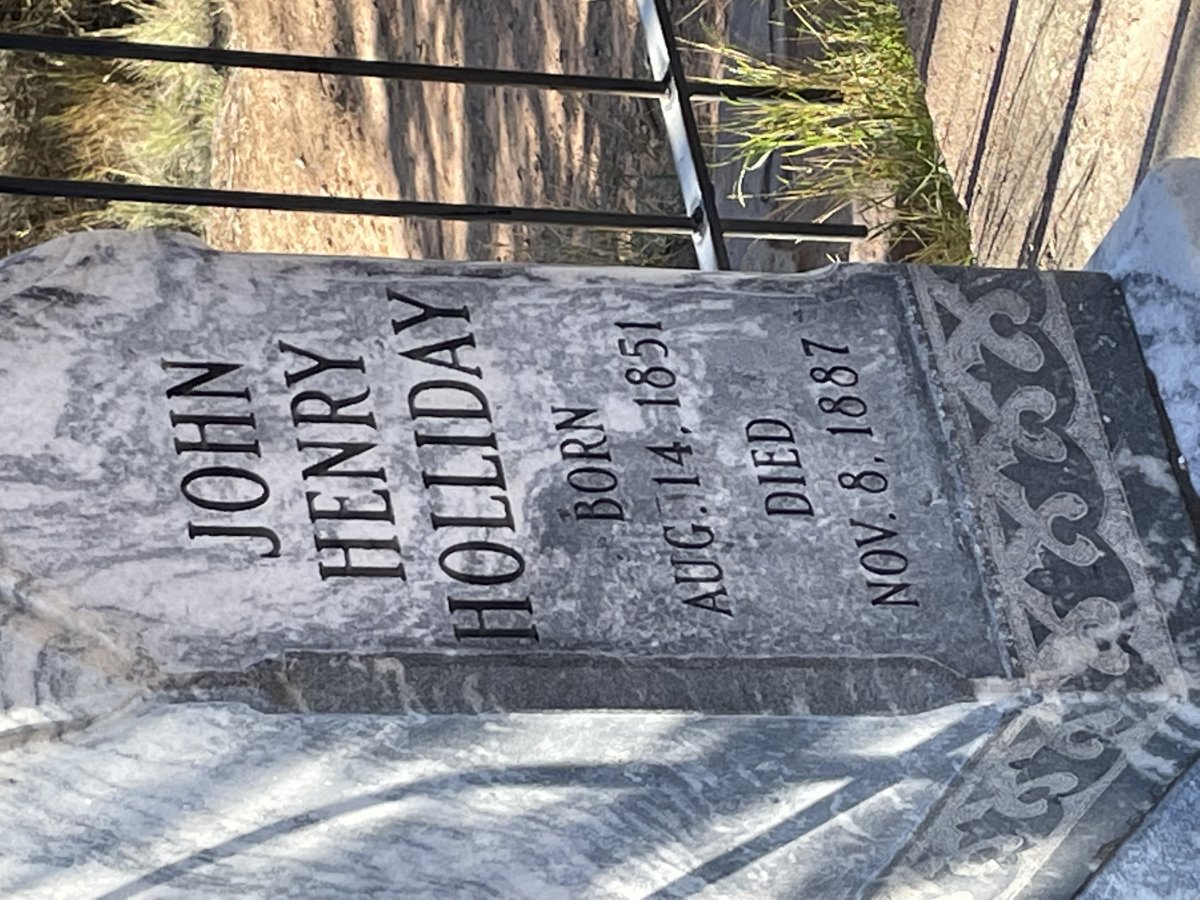 JOHN
HENRY
HOLLIDAY
BORN
AUG. 14, 1851
DIED
NOV. 8, 1887